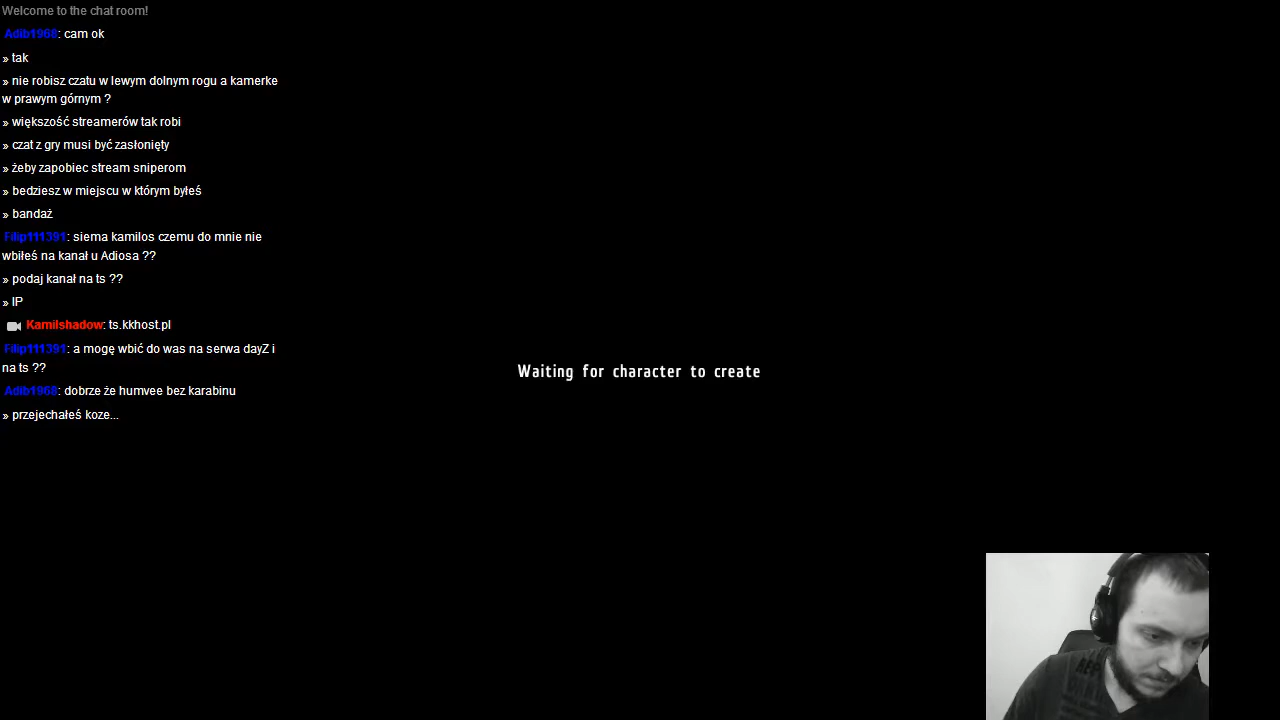 Welcome to the chat room!
Adib1968: cam ok
» tak
» nie robisz czatu w lewym dolnym rogu a kamerke
w prawym górnym ?
» większość streamerów tak robi
» czat z gry musi być zasłonięty
» żeby zapobiec stream sniperom
» bedziesz w miejscu w którym byłeś
» bandaż
Filip111391: siema kamilos czemu do mnie nie
wbiłeś na kanał u Adiosa ??
» podaj kanał na ts ??
» IP
Kamilshadow: ts.kkhost.pl
Filip111391: a mogę wbić do was na serwa dayZ i
na ts ??
Waiting for character to create
Adib1968: dobrze że humvee bez karabinu
» przejechałeś koze...